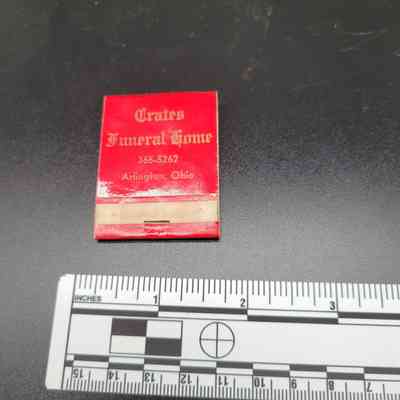 Crates
Funeral Home
365-5262
Arlington, Ohio
INCHES 1 2 3
15 14 13 12 11 10 9 8 7